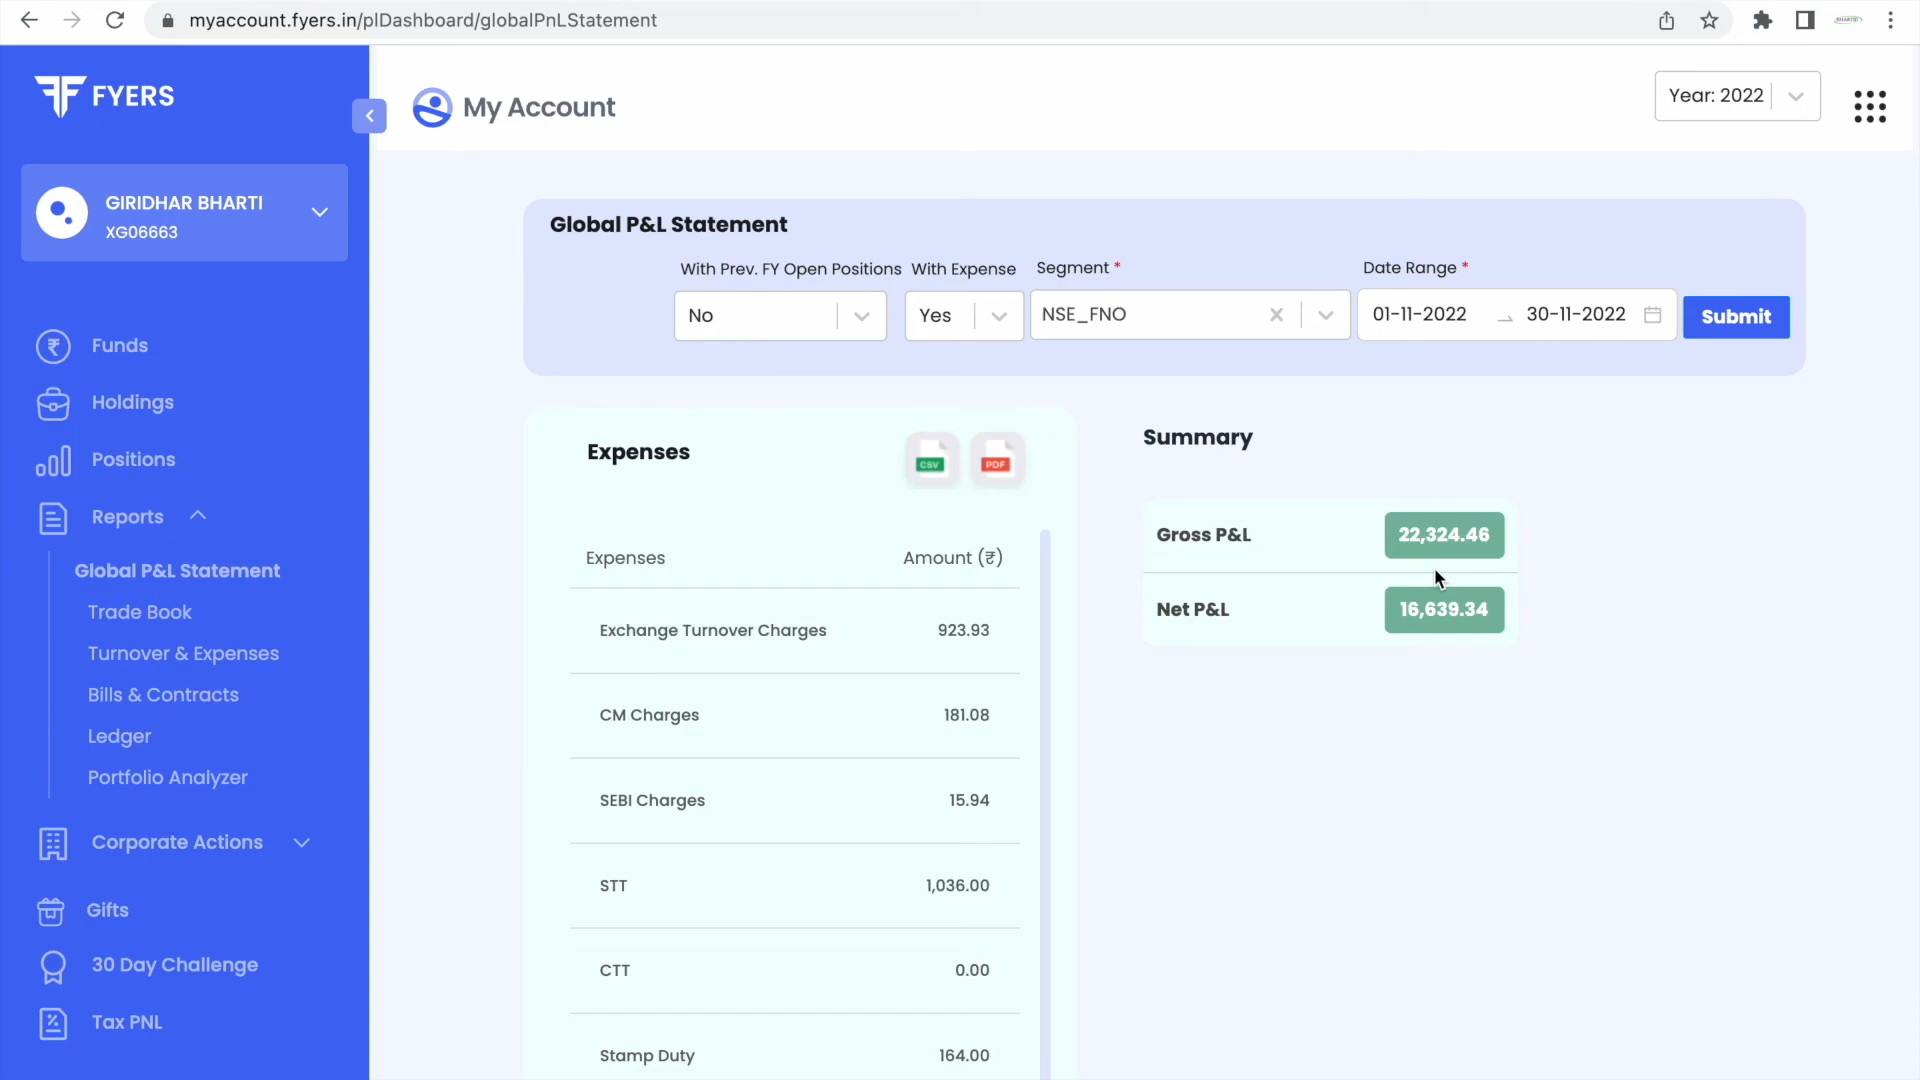 myaccount.fyers.in/plDashboard/globalPnLStatement
FYERS
My Account
Year: 2022
GIRIDHAR BHARTI
XG06663
Funds
Holdings
Positions
Reports
Global P&L Statement
Trade Book
Turnover & Expenses
Bills & Contracts
Ledger
Portfolio Analyzer
Corporate Actions
Gifts
30 Day Challenge
Tax PNL
Global P&L Statement
With Prev. FY Open Positions With Expense Segment * Date Range *
No Yes NSE_FNO 01-11-2022 30-11-2022 Submit
Expenses
CSV PDF
Expenses Amount (₹)
Exchange Turnover Charges 923.93
CM Charges 181.08
SEBI Charges 15.94
STT 1,036.00
CTT 0.00
Stamp Duty 164.00
Summary
Gross P&L 22,324.46
Net P&L 16,639.34